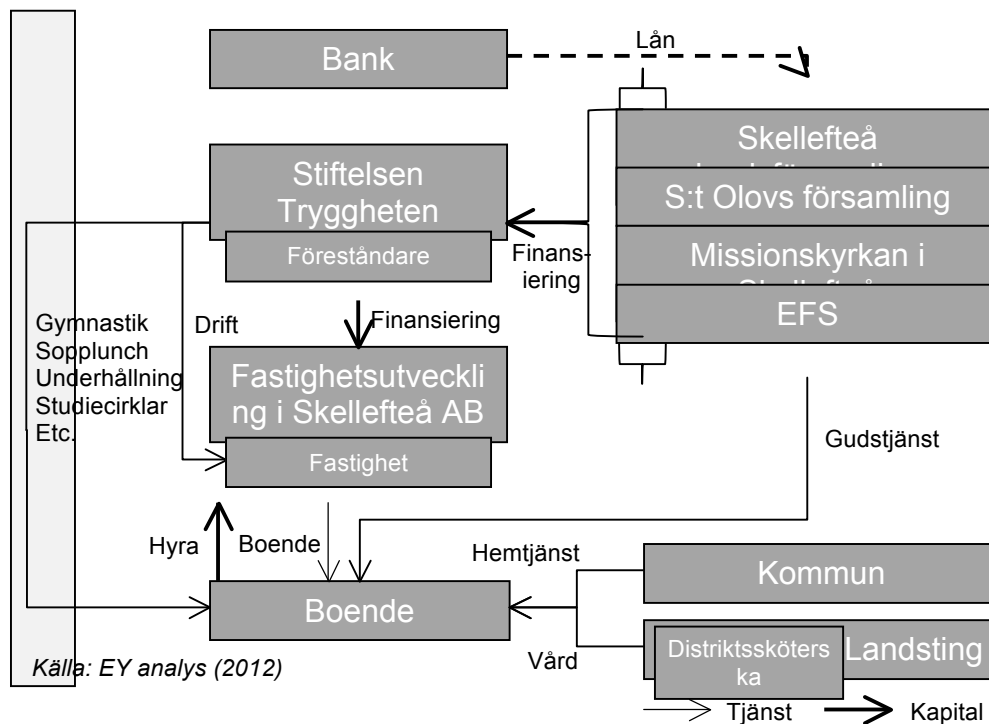 Bank
Lån
Skellefteå
S:t Olovs församling
Missionskyrkan i
EFS
Stiftelsen
Tryggheten
Föreståndare
Finans-
iering
Gymnastik
Sopplunch
Underhållning
Studiecirklar
Etc.
Drift
Finansiering
Fastighetsutveckli
ng i Skellefteå AB
Fastighet
Gudstjänst
Hyra
Boende
Hemtjänst
Kommun
Boende
Vård
Distriktssköters
ka
Landsting
Källa: EY analys (2012)
Tjänst
Kapital